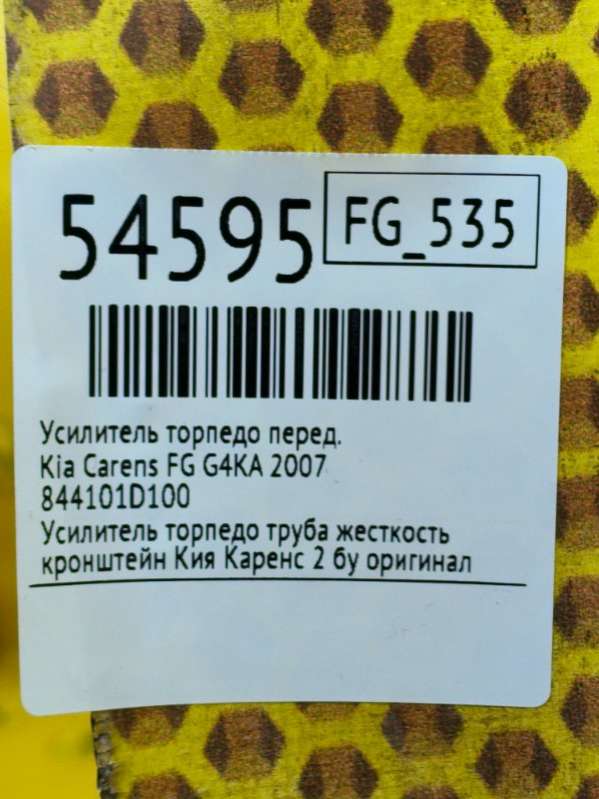 54595
FG_535
Усилитель торпедо перед.
Kia Carens FG G4KA 2007
844101D100
Усилитель торпедо труба жесткость
кронштейн Кия Каренс 2 бу оригинал